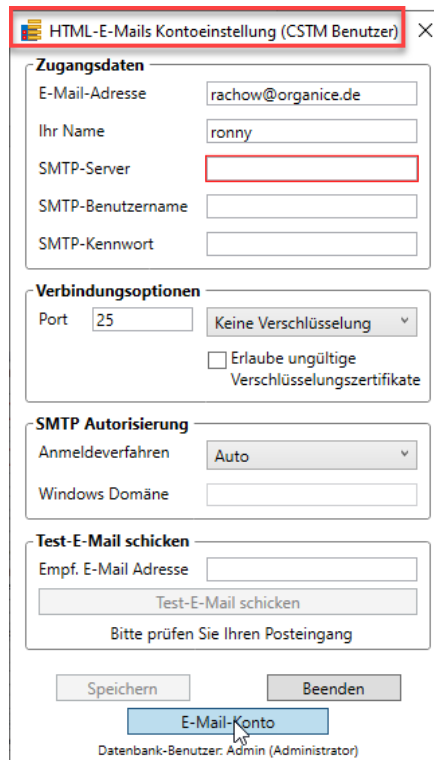 HTML-E-Mails Kontoeinstellung (CSTM Benutzer)
Zugangsdaten
E-Mail-Adresse rachow@organice.de
Ihr Name ronny
SMTP-Server
SMTP-Benutzername
SMTP-Kennwort
Verbindungsoptionen
Port 25 Keine Verschlüsselung
Erlaube ungültige
Verschlüsselungszertifikate
SMTP Autorisierung
Anmeldeverfahren Auto
Windows Domäne
Test-E-Mail schicken
Empf. E-Mail Adresse
Test-E-Mail schicken
Bitte prüfen Sie Ihren Posteingang
Speichern Beenden
E-Mail-Konto
Datenbank-Benutzer: Admin (Administrator)